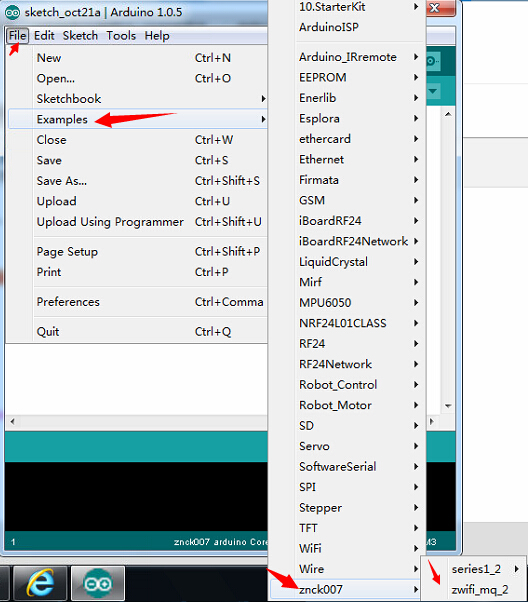 sketch_oct21a | Arduino 1.0.5
File Edit Sketch Tools Help
New Ctrl+N
Open... Ctrl+O
Sketchbook
Examples
Close Ctrl+W
Save Ctrl+S
Save As... Ctrl+Shift+S
Upload Ctrl+U
Upload Using Programmer Ctrl+Shift+U
Page Setup Ctrl+Shift+P
Print Ctrl+P
Preferences Ctrl+Comma
Quit Ctrl+Q
10.StarterKit
ArduinoISP
Arduino_IRremote
EEPROM
Enerlib
Esplora
ethercard
Ethernet
Firmata
GSM
iBoardRF24
iBoardRF24Network
LiquidCrystal
Mirf
MPU6050
NRF24L01CLASS
RF24
RF24Network
Robot_Control
Robot_Motor
SD
Servo
SoftwareSerial
SPI
Stepper
TFT
WiFi
Wire
znck007
series1_2
zwifi_mq_2
1 znck007 arduino Core M3